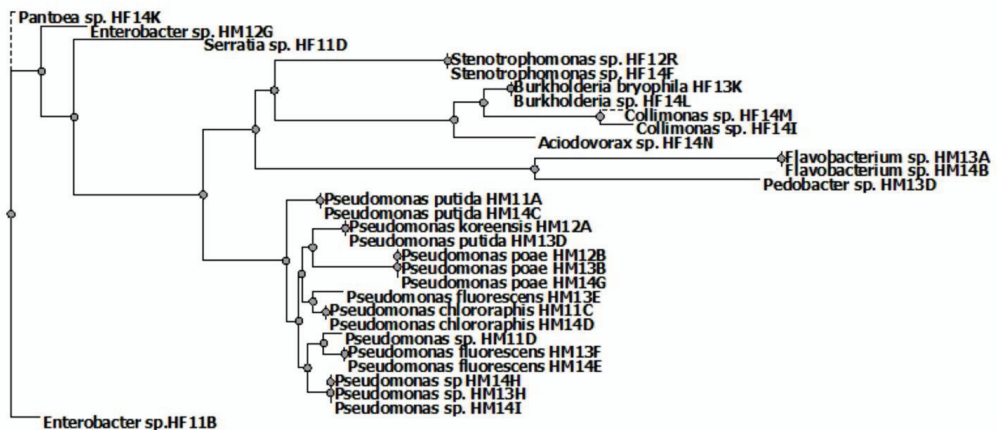 Pantoea sp. HF14K
Enterobacter sp. HM12G
Serratia sp. HF11D
Stenotrophomonas sp. HF12R
Stenotrophomonas sp. HF14F
Burkholderia bryophila HF13K
Burkholderia sp. HF14L
Collimonas sp. HF14M
Collimonas sp. HF14I
Aciodovorax sp. HF14N
Flavobacterium sp. HM13A
Flavobacterium sp. HM14B
Pedobacter sp. HM13D
Pseudomonas putida HM11A
Pseudomonas putida HM14C
Pseudomonas koreensis HM12A
Pseudomonas putida HM13D
Pseudomonas poae HM12B
Pseudomonas poae HM13B
Pseudomonas poae HM14G
Pseudomonas fluorescens HM13E
Pseudomonas chlororaphis HM11C
Pseudomonas chlororaphis HM14D
Pseudomonas sp. HM11D
Pseudomonas fluorescens HM13F
Pseudomonas fluorescens HM14E
Pseudomonas sp HM14H
Pseudomonas sp. HM13H
Pseudomonas sp. HM14I
Enterobacter sp.HF11B